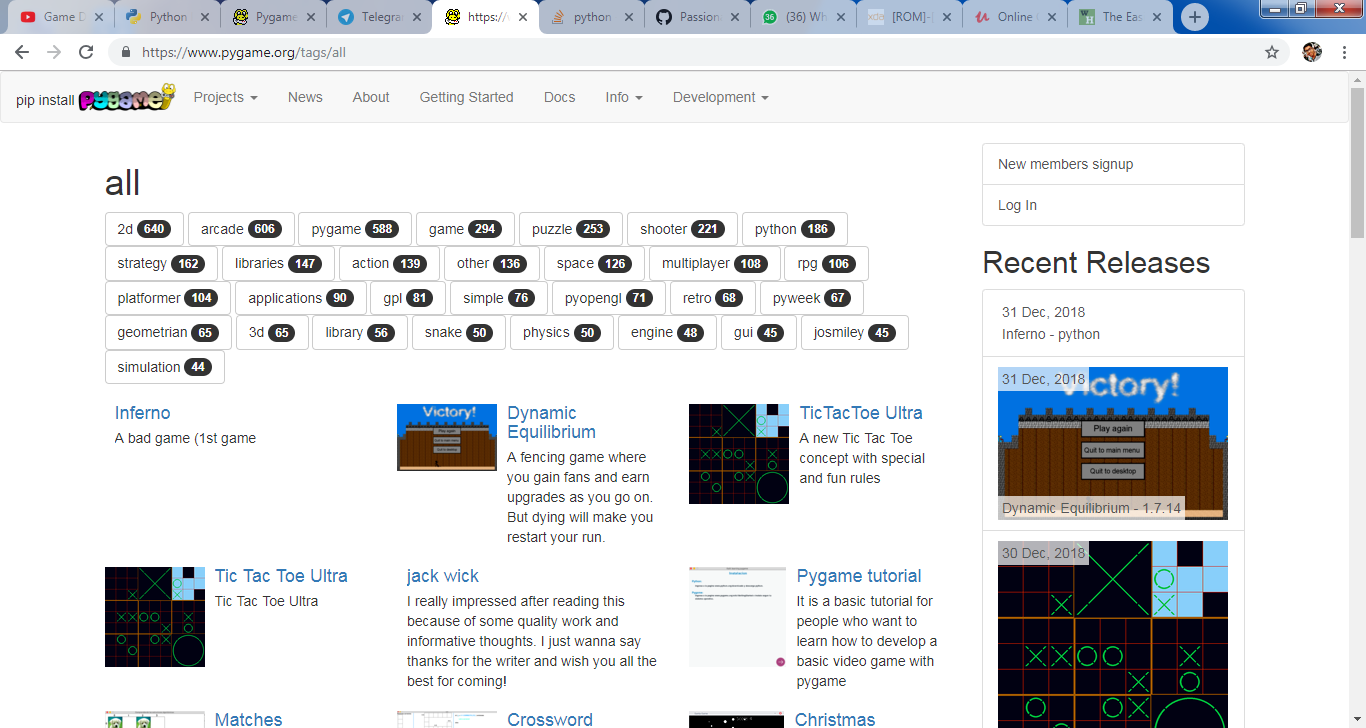 Game D
Python
Pygame
Telegra
https://
python
Passion
(36) Wh
[ROM]-
Online
The Eas
https://www.pygame.org/tags/all
pip install pygame Projects News About Getting Started Docs Info Development
all
2d 640 arcade 606 pygame 588 game 294 puzzle 253 shooter 221 python 186
strategy 162 libraries 147 action 139 other 136 space 126 multiplayer 108 rpg 106
platformer 104 applications 90 gpl 81 simple 76 pyopengl 71 retro 68 pyweek 67
geometrian 65 3d 65 library 56 snake 50 physics 50 engine 48 gui 45 josmiley 45
simulation 44
Inferno
A bad game (1st game
Victory!
Dynamic
Equilibrium
A fencing game where
you gain fans and earn
upgrades as you go on.
But dying will make you
restart your run.
TicTacToe Ultra
A new Tic Tac Toe
concept with special
and fun rules
Tic Tac Toe Ultra
Tic Tac Toe Ultra
jack wick
I really impressed after reading this
because of some quality work and
informative thoughts. I just wanna say
thanks for the writer and wish you all the
best for coming!
Pygame tutorial
It is a basic tutorial for
people who want to
learn how to develop a
basic video game with
pygame
Matches
Crossword
Christmas
New members signup
Log In
Recent Releases
31 Dec, 2018
Inferno - python
31 Dec, 2018
Victory!
Play again
Quit to main menu
Quit to desktop
Dynamic Equilibrium - 1.7.14
30 Dec, 2018